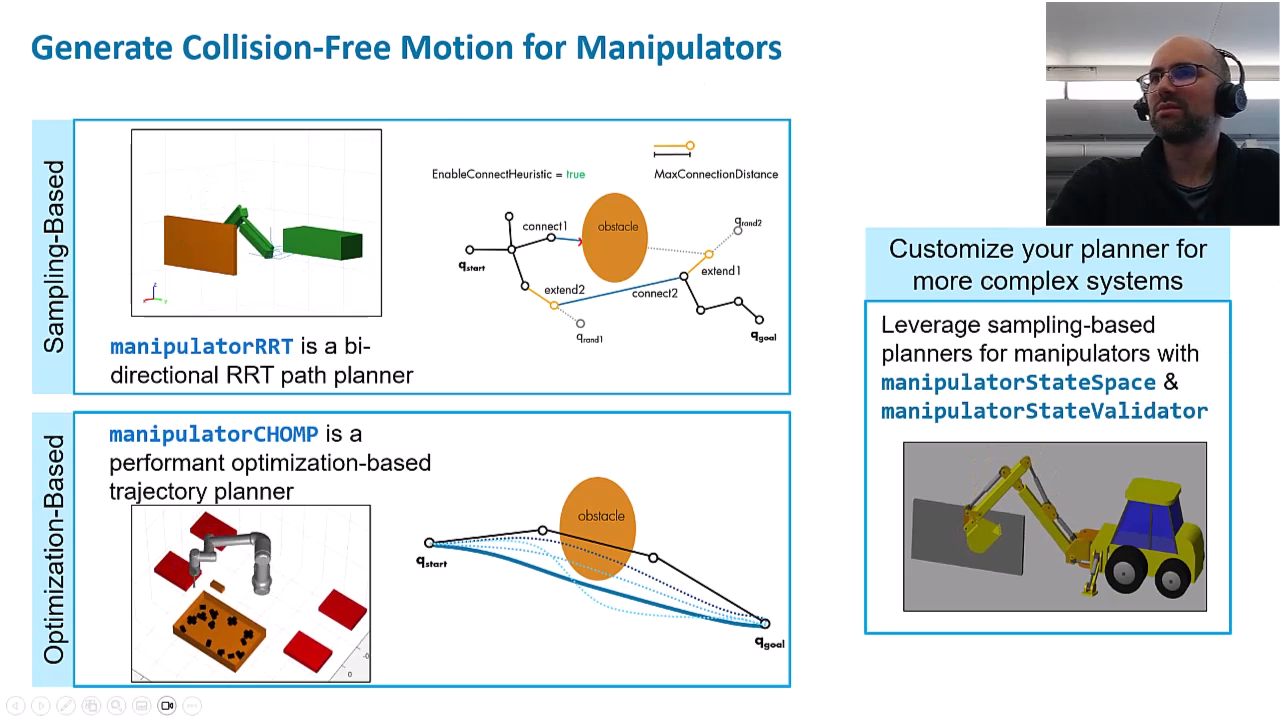 Generate Collision-Free Motion for Manipulators
Sampling-Based
EnableConnectHeuristic = true
MaxConnectionDistance
connect1
obstacle
qrand2
qstart
extend1
extend2
connect2
qrand1
qgoal
manipulatorRRT is a bi-
directional RRT path planner
Optimization-Based
manipulatorCHOMP is a
performant optimization-based
trajectory planner
obstacle
qstart
qgoal
0
Customize your planner for
more complex systems
Leverage sampling-based
planners for manipulators with
manipulatorStateSpace &
manipulatorStateValidator